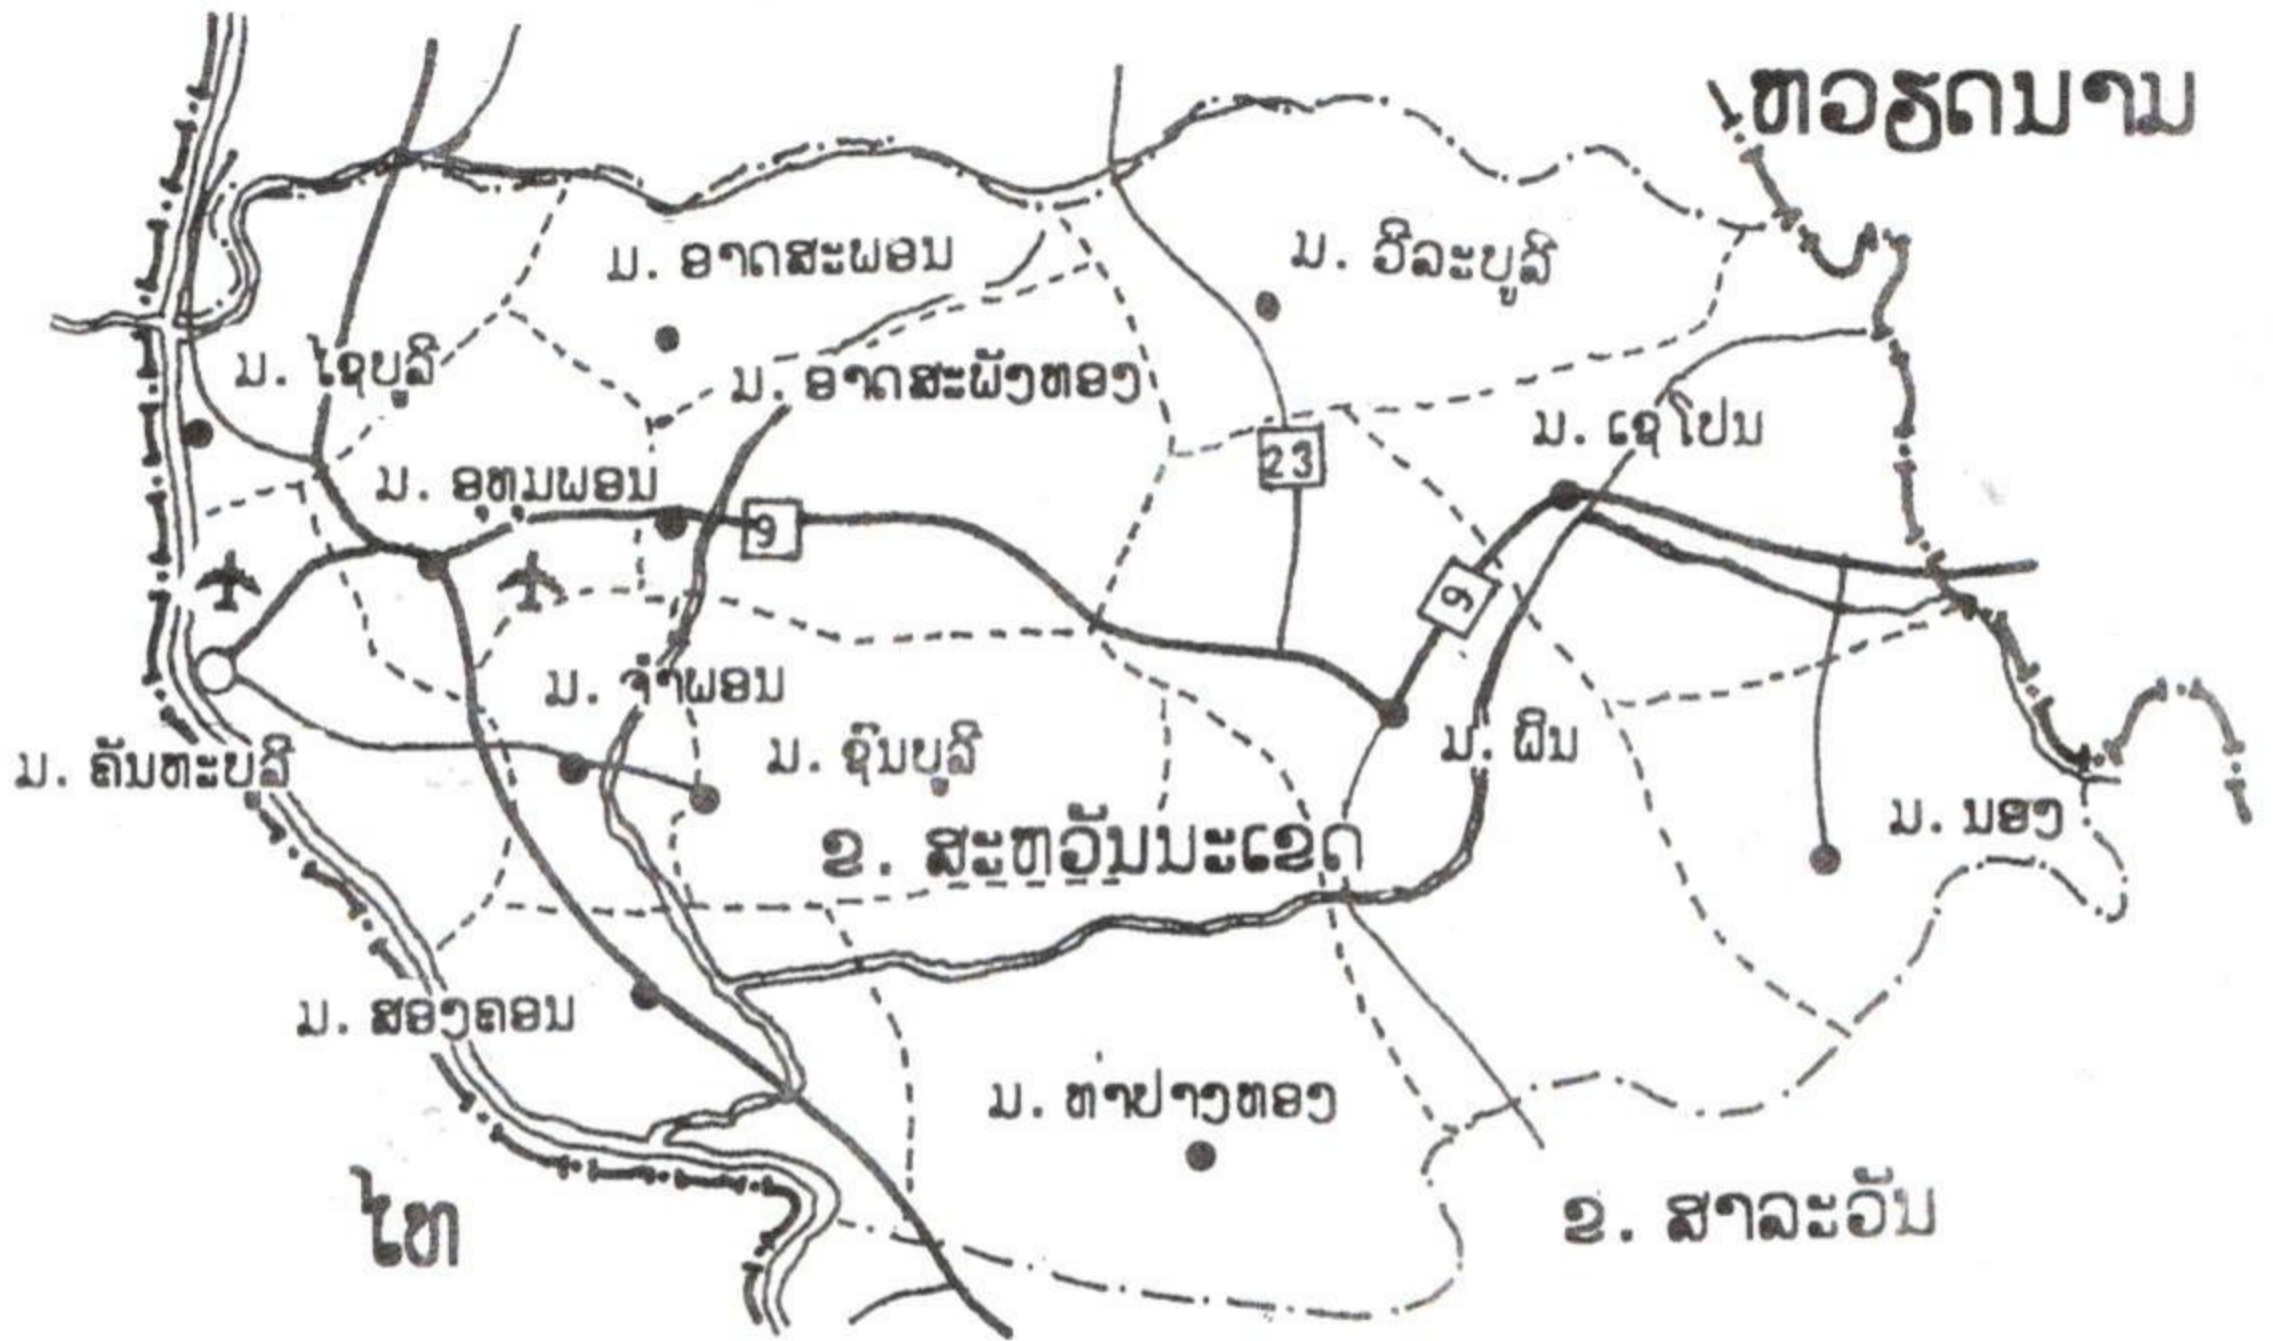 ຫວຽດນາມ
ມ. ອາດສະພອນ
ມ. ວິລະບູລີ
ມ. ໄຊບູລີ
ມ. ອາດສະພັງທອງ
ມ. ເຊໂປນ
ມ. ອຸທຸມພອນ
23
9
9
ມ. ຈຳພອນ
ມ. ຊົນບູລີ
ມ. ພີນ
ມ. ຄັນທະບລີ
ມ. ນອງ
ຂ. ສະຫວັນນະເຂດ
ມ. ສອງຄອນ
ມ. ທ່າປາງທອງ
ໄທ
ຂ. ສາລະວັນ